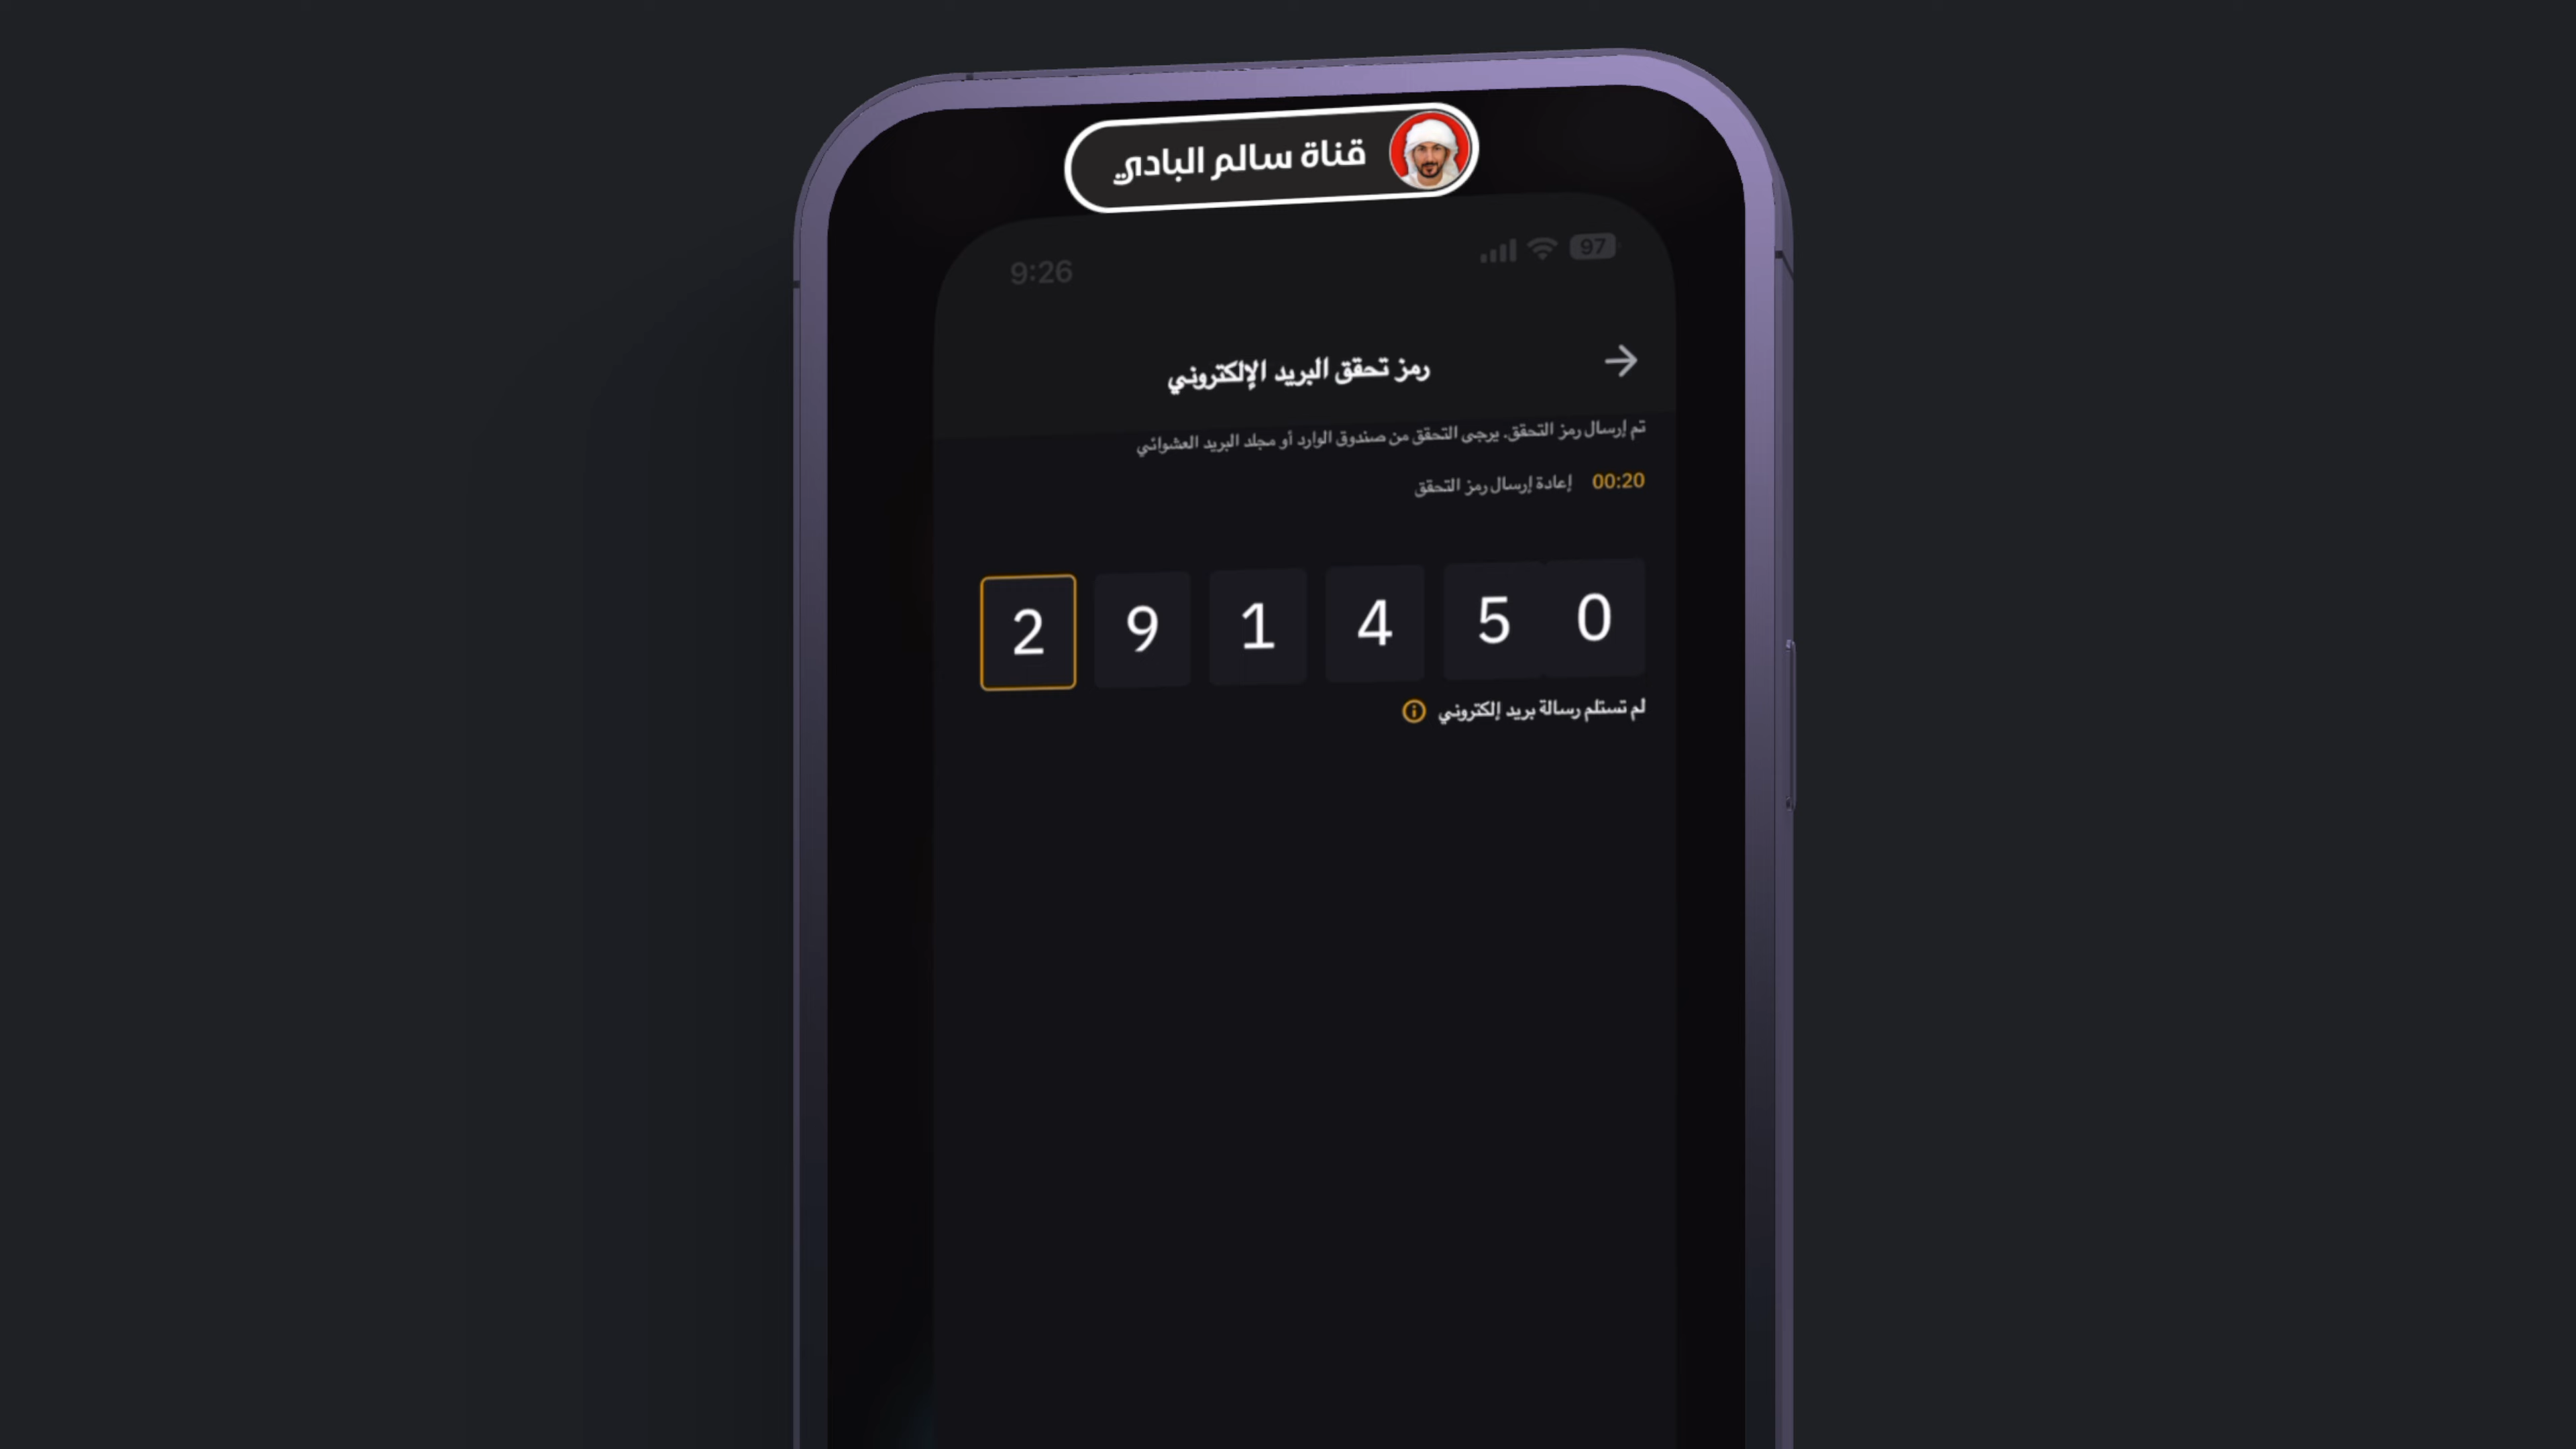 قناة سالم البادي
9:26
97
رمز تحقق البريد الإلكتروني
تم إرسال رمز التحقق. يرجى التحقق من صندوق الوارد أو مجلد البريد العشوائي
00:20 إعادة إرسال رمز التحقق
2 9 1 4 5 0
لم تستلم رسالة بريد إلكتروني